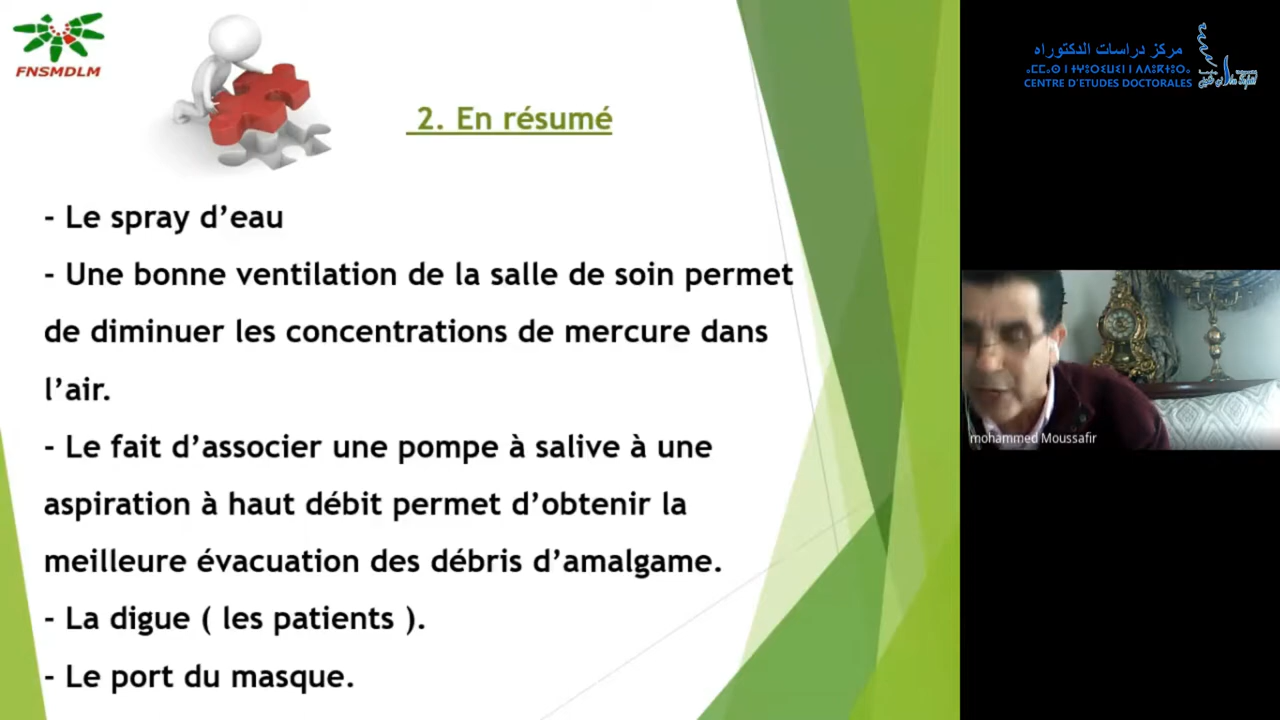 FNSMDLM
2. En résumé
- Le spray d’eau
- Une bonne ventilation de la salle de soin permet
de diminuer les concentrations de mercure dans
l’air.
- Le fait d’associer une pompe à salive à une
aspiration à haut débit permet d’obtenir la
meilleure évacuation des débris d’amalgame.
- La digue ( les patients ).
- Le port du masque.
مركز دراسات الدكتوراه
CENTRE D'ETUDES DOCTORALES
mohammed Moussafir